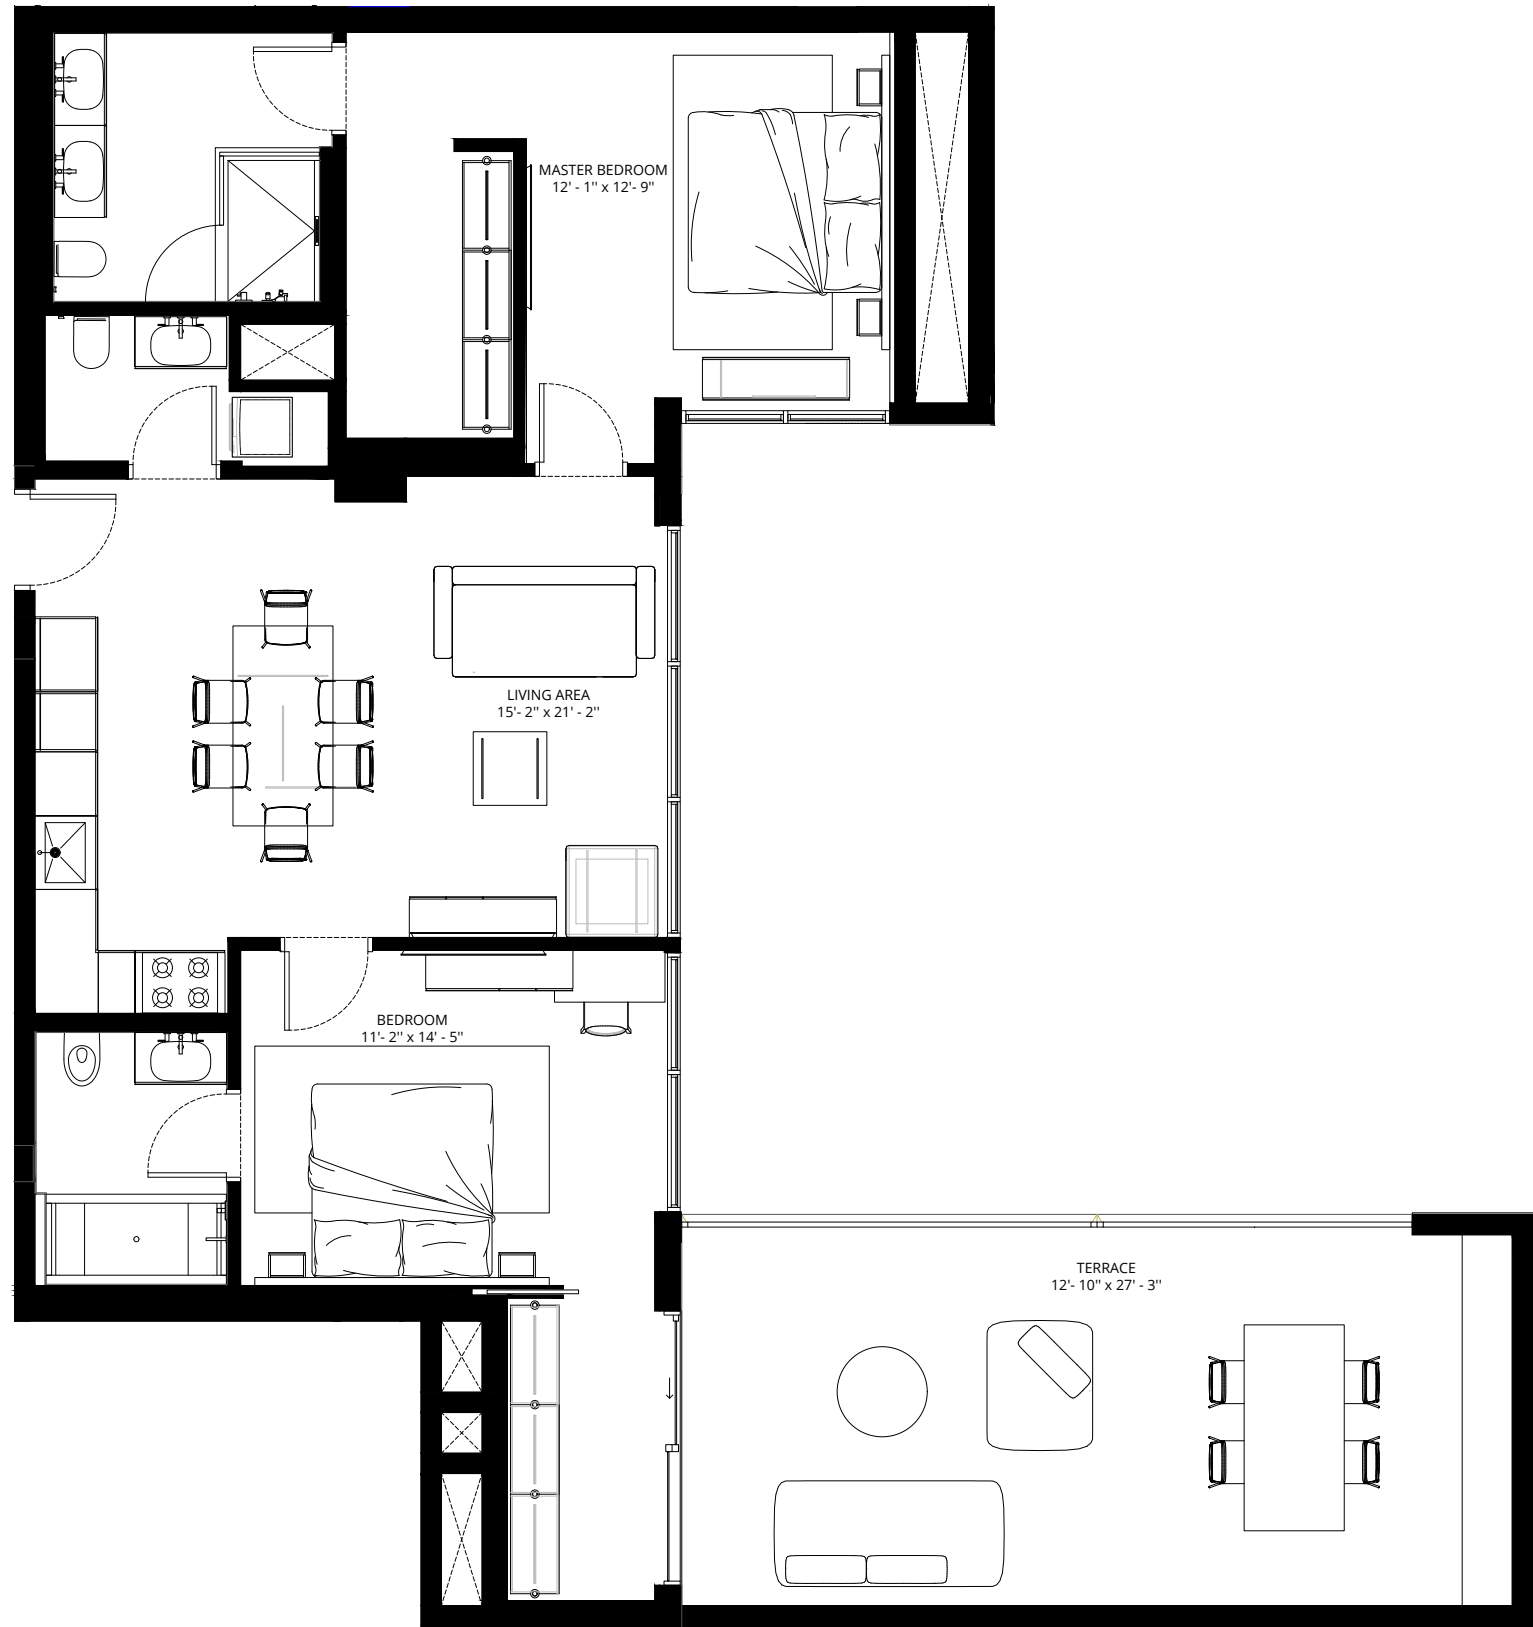 MASTER BEDROOM
12' - 1'' x 12'- 9''
LIVING AREA
15'- 2'' x 21' - 2''
BEDROOM
11'- 2'' x 14' - 5''
TERRACE
12'- 10'' x 27' - 3''